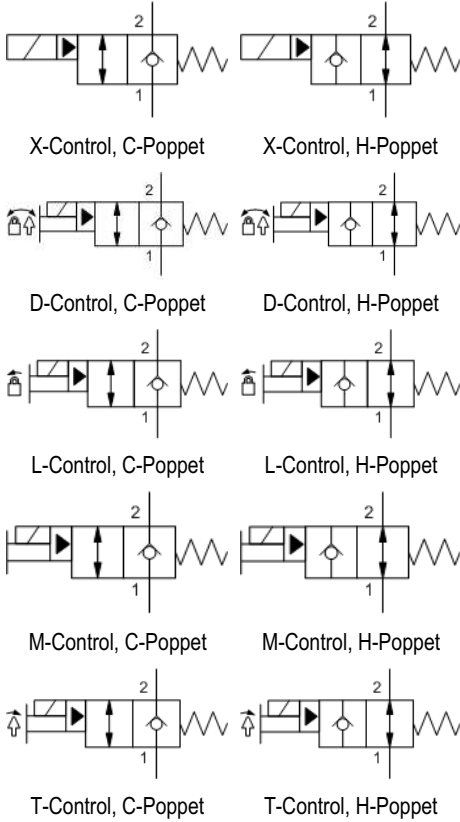 2 2
1 1
X-Control, C-Poppet X-Control, H-Poppet
2 2
1 1
D-Control, C-Poppet D-Control, H-Poppet
2 2
1 1
L-Control, C-Poppet L-Control, H-Poppet
2 2
1 1
M-Control, C-Poppet M-Control, H-Poppet
2 2
1 1
T-Control, C-Poppet T-Control, H-Poppet